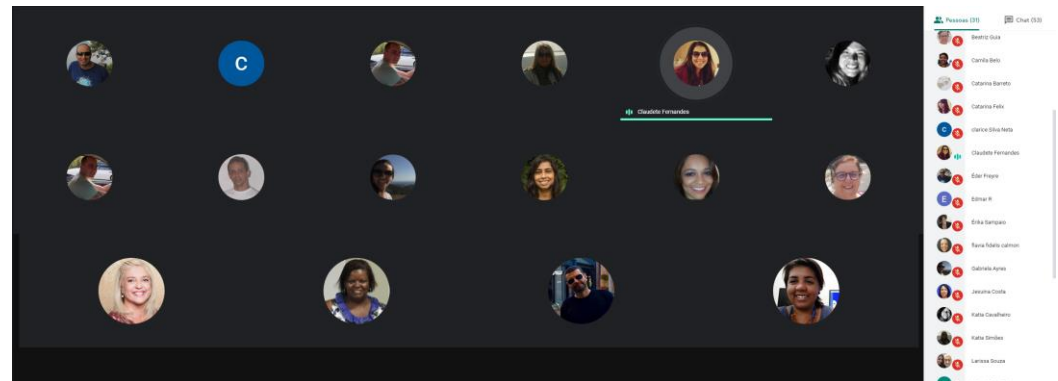 Pessoas (31)
Chat (53)
Beatriz Guia
Camila Belo
Catarina Barreto
Catarina Felix
C
clarice Silva Neta
Claudete Fernandes
Claudete Fernandes
C
Éder Freyre
E
Edmar P.
Érika Sampaio
flavia fidelis calmon
Gabriela Ayres
Jesuina Costa
Katia Cavalheiro
Katia Simões
Larissa Souza